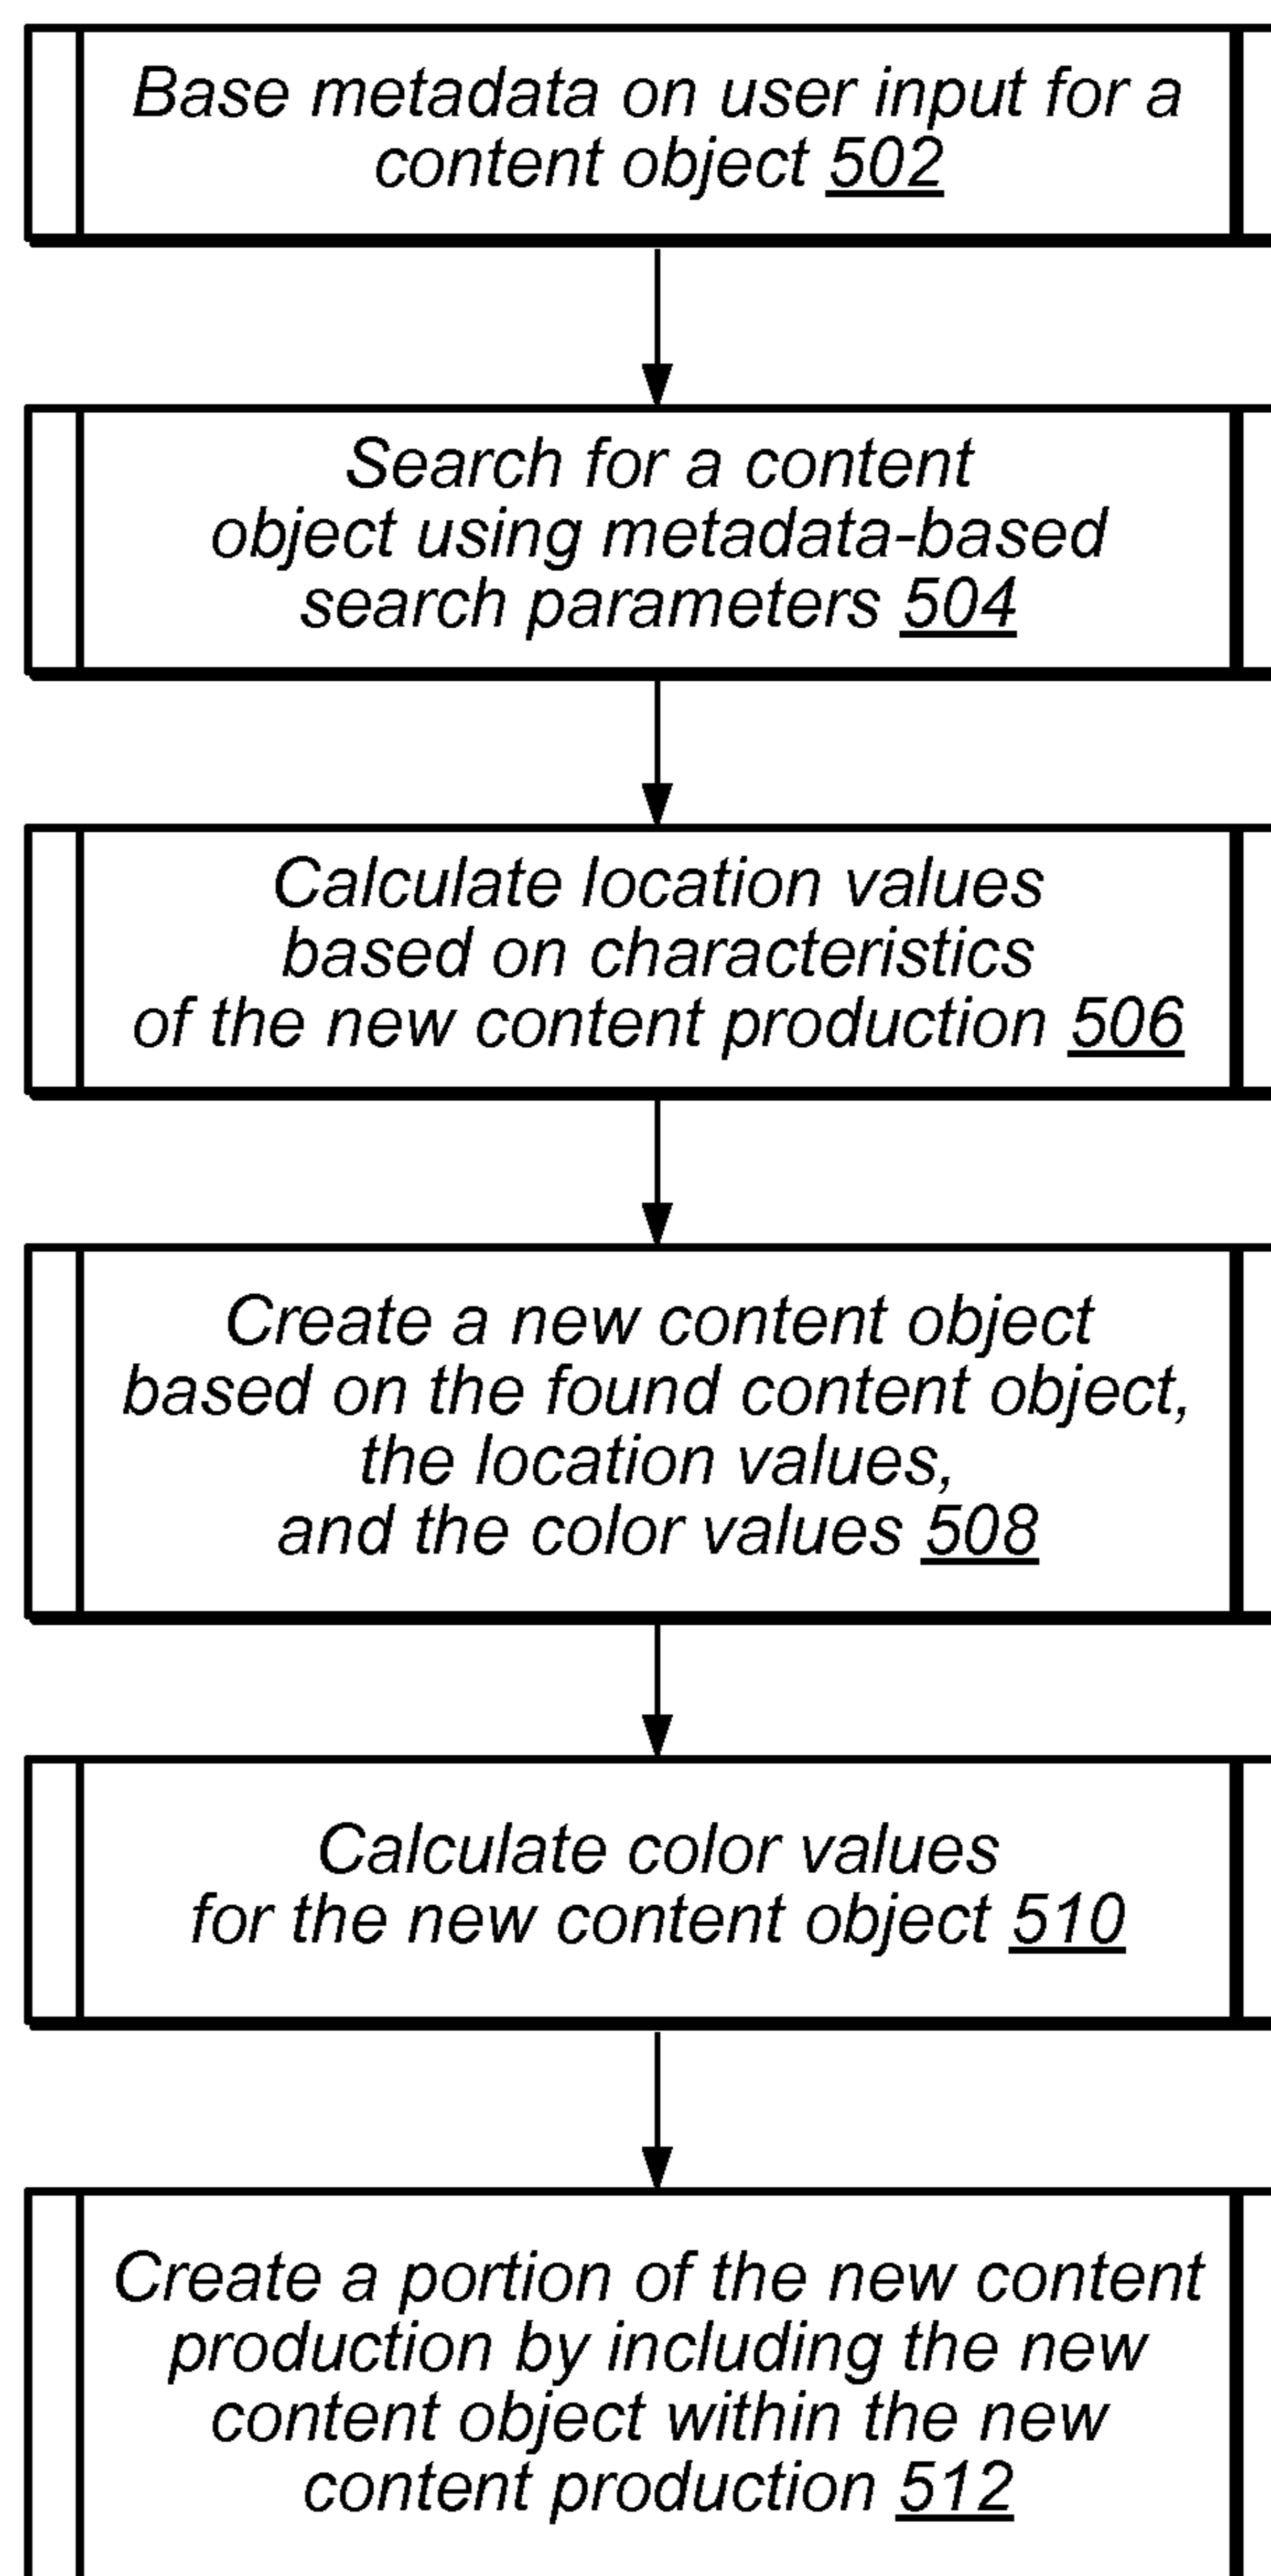 Base metadata on user input for a
content object 502
Search for a content
object using metadata-based
search parameters 504
Calculate location values
based on characteristics
of the new content production 506
Create a new content object
based on the found content object,
the location values,
and the color values 508
Calculate color values
for the new content object 510
Create a portion of the new content
production by including the new
content object within the new
content production 512